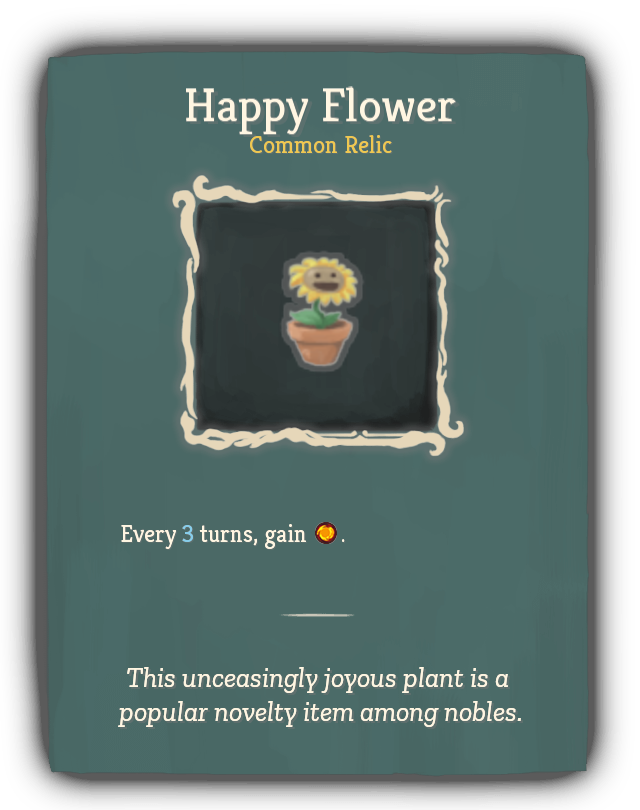 Happy Flower
Common Relic
Every 3 turns, gain .
This unceasingly joyous plant is a
popular novelty item among nobles.